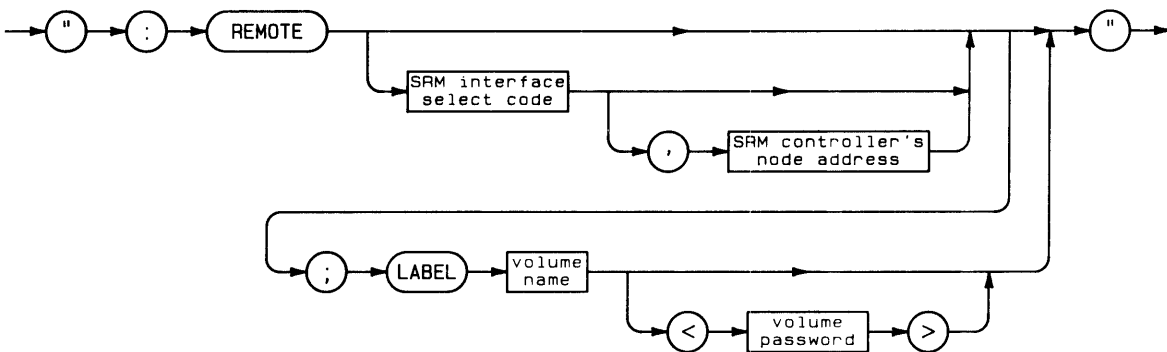 " : REMOTE "
SRM interface
select code
, SRM controller's
node address
; LABEL volume
name
< volume
password >